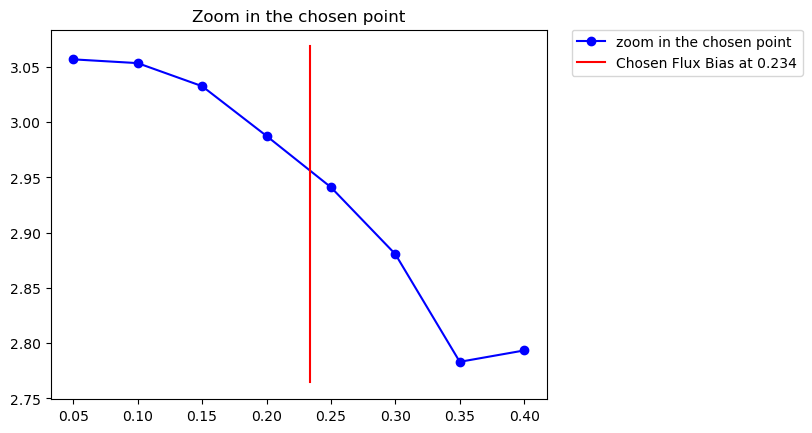 Zoom in the chosen point
zoom in the chosen point
Chosen Flux Bias at 0.234
3.05
3.00
2.95
2.90
2.85
2.80
2.75
0.05 0.10 0.15 0.20 0.25 0.30 0.35 0.40